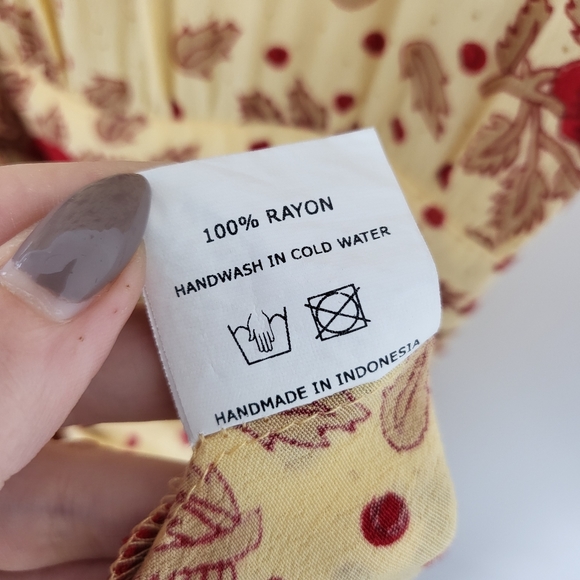 100% RAYON
HANDWASH IN COLD WATER
HANDMADE IN INDONESIA